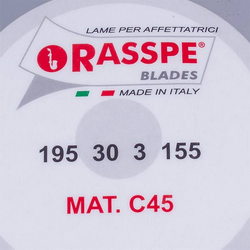 LAME PER AFFETTATRICI
RASSPE®
BLADES
MADE IN ITALY
195 30 3 155
MAT. C45